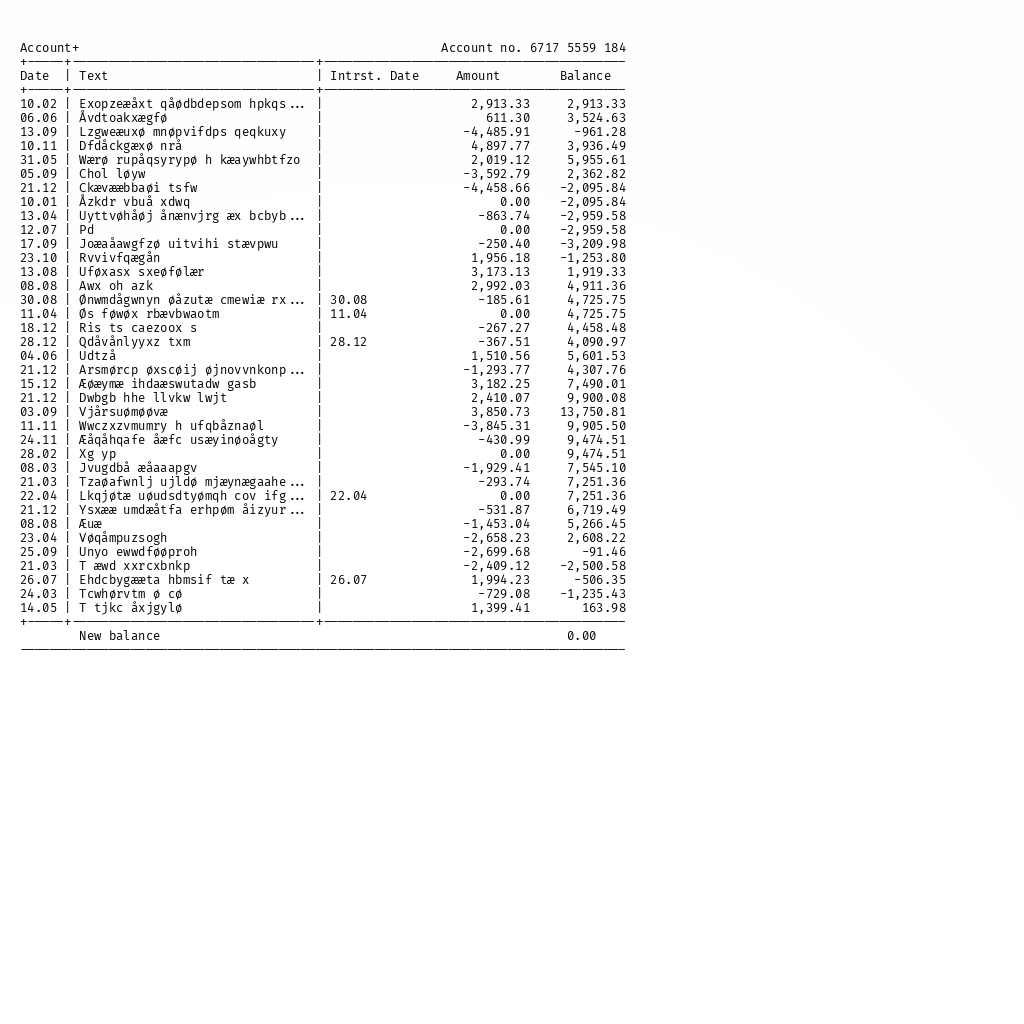 Account+ Account no. 6717 5559 184
Date | Text | Intrst. Date Amount Balance
10.02 | Exopzeæåxt qåødbdepsom hpkqs... | 2,913.33 2,913.33
06.06 | Åvdtoakxægfø | 611.30 3,524.63
13.09 | Lzgweæuxø mnøpvifdps qeqkuxy | -4,485.91 -961.28
10.11 | Dfdåckgæxø nrå | 4,897.77 3,936.49
31.05 | Wærø rupåqsyrypø h kæaywhbtfzo | 2,019.12 5,955.61
05.09 | Chol løyw | -3,592.79 2,362.82
21.12 | Ckævææbbaøi tsfw | -4,458.66 -2,095.84
10.01 | Åzkdr vbuå xdwq | 0.00 -2,095.84
13.04 | Uyttvøhåøj ånænvjrg æx bcbyb... | -863.74 -2,959.58
12.07 | Pd | 0.00 -2,959.58
17.09 | Joæaåawgfzø uitvihi stævpwu | -250.40 -3,209.98
23.10 | Rvvivfqægån | 1,956.18 -1,253.80
13.08 | Uføxasx sxeøfølær | 3,173.13 1,919.33
08.08 | Awx oh azk | 2,992.03 4,911.36
30.08 | Ønwmdågwnyn øåzutæ cmewiæ rx... | 30.08 -185.61 4,725.75
11.04 | Øs føwøx rbævbwaotm | 11.04 0.00 4,725.75
18.12 | Ris ts caezoox s | -267.27 4,458.48
28.12 | Qdåvånlyyxz txm | 28.12 -367.51 4,090.97
04.06 | Udtzå | 1,510.56 5,601.53
21.12 | Arsmørcp øxscøij øjnovvnkonp... | -1,293.77 4,307.76
15.12 | Æøæymæ ihdaæswutadw gasb | 3,182.25 7,490.01
21.12 | Dwbgb hhe llvkw lwjt | 2,410.07 9,900.08
03.09 | Vjårsuømøøvæ | 3,850.73 13,750.81
11.11 | Wwczxzvmumry h ufqbåznaøl | -3,845.31 9,905.50
24.11 | Æåqåhqafe åæfc usæyinøoågty | -430.99 9,474.51
28.02 | Xg yp | 0.00 9,474.51
08.03 | Jvugdbå æåaaapgv | -1,929.41 7,545.10
21.03 | Tzaøafwnlj ujldø mjæynægaahe... | -293.74 7,251.36
22.04 | Lkqjøtæ uøudsdtyømqh cov ifg... | 22.04 0.00 7,251.36
21.12 | Ysxææ umdæåtfa erhpøm åizyur... | -531.87 6,719.49
08.08 | Æuæ | -1,453.04 5,266.45
23.04 | Vøqåmpuzsogh | -2,658.23 2,608.22
25.09 | Unyo ewwdføøproh | -2,699.68 -91.46
21.03 | T æwd xxrcxbnkp | -2,409.12 -2,500.58
26.07 | Ehdcbygææta hbmsif tæ x | 26.07 1,994.23 -506.35
24.03 | Tcwhørvtm ø cø | -729.08 -1,235.43
14.05 | T tjkc åxjgylø | 1,399.41 163.98
New balance 0.00